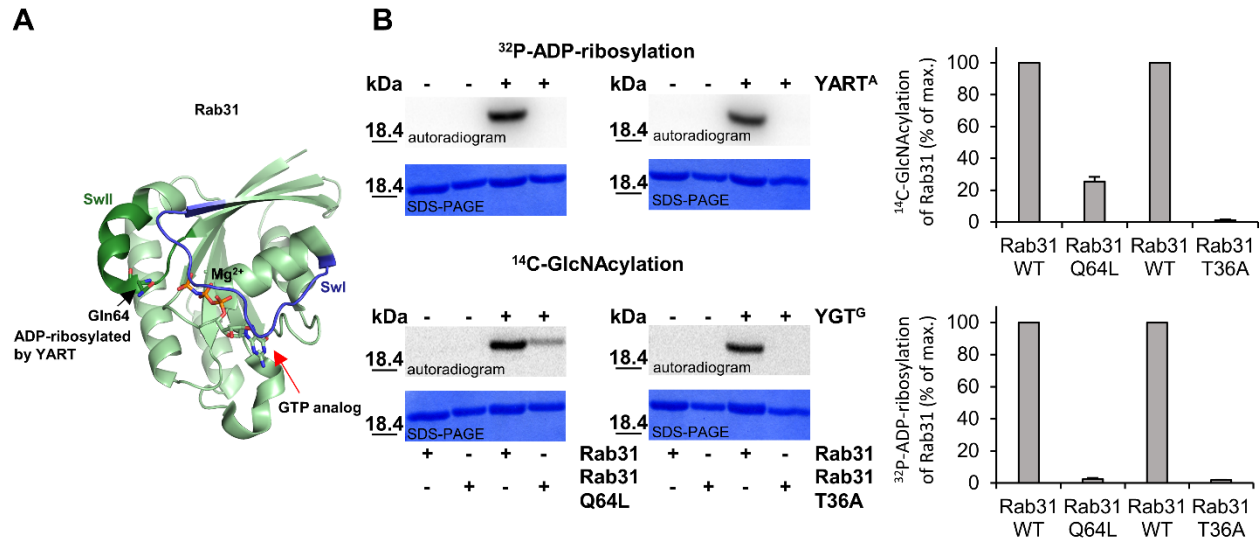 A
Rab31
SwII
Mg2+
SwI
Gln64
ADP-ribosylated
by YART
GTP analog
B
32P-ADP-ribosylation
kDa - - + +
kDa - - + + YARTA
18.4 autoradiogram
18.4 autoradiogram
18.4 SDS-PAGE
18.4 SDS-PAGE
14C-GlcNAcylation
kDa - - + +
kDa - - + + YGTG
18.4 autoradiogram
18.4 autoradiogram
18.4 SDS-PAGE
18.4 SDS-PAGE
+ - + - Rab31
- + - + Rab31
Q64L
+ - + - Rab31
- + - + Rab31
T36A
14C-GlcNAcylation
of Rab31 (% of max.)
100
80
60
40
20
0
Rab31 Rab31 Rab31 Rab31
WT Q64L WT T36A
32P-ADP-ribosylation
of Rab31 (% of max.)
100
80
60
40
20
0
Rab31 Rab31 Rab31 Rab31
WT Q64L WT T36A